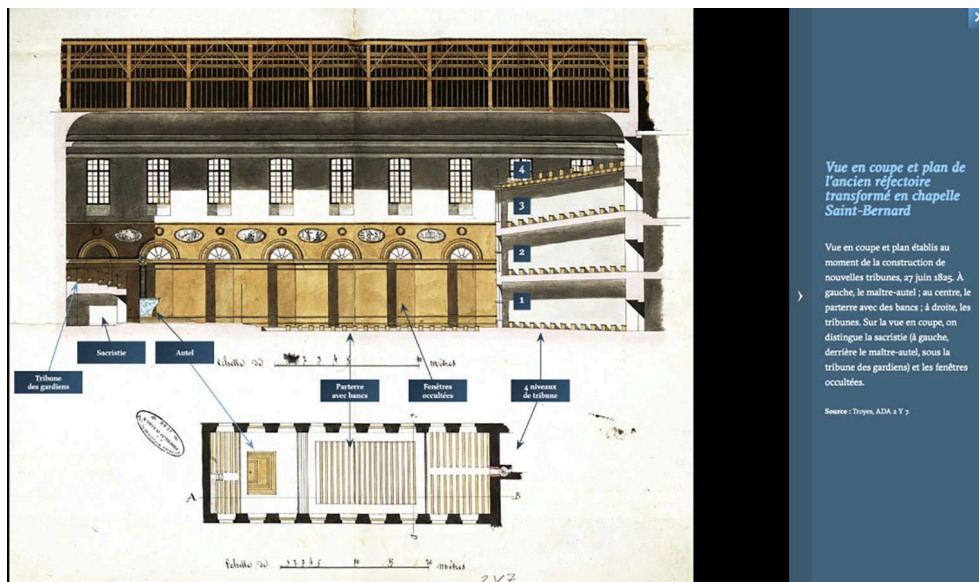 4
3
2
1
Sacristie
Autel
Tribune
des gardiens
Parterre
avec bancs
Fenêtres
occultées
4 niveaux
de tribune
mètres
A
B
mètres
2Y7
×
Vue en coupe et plan de
l'ancien réfectoire
transformé en chapelle
Saint-Bernard
Vue en coupe et plan établis au
moment de la construction de
nouvelles tribunes, 27 juin 1825. À
gauche, le maître-autel ; au centre, le
parterre avec des bancs ; à droite, les
tribunes. Sur la vue en coupe, on
distingue la sacristie (à gauche,
derrière le maître-autel, sous la
tribune des gardiens) et les fenêtres
occultées.
Source : Troyes, ADA 2 Y 7.